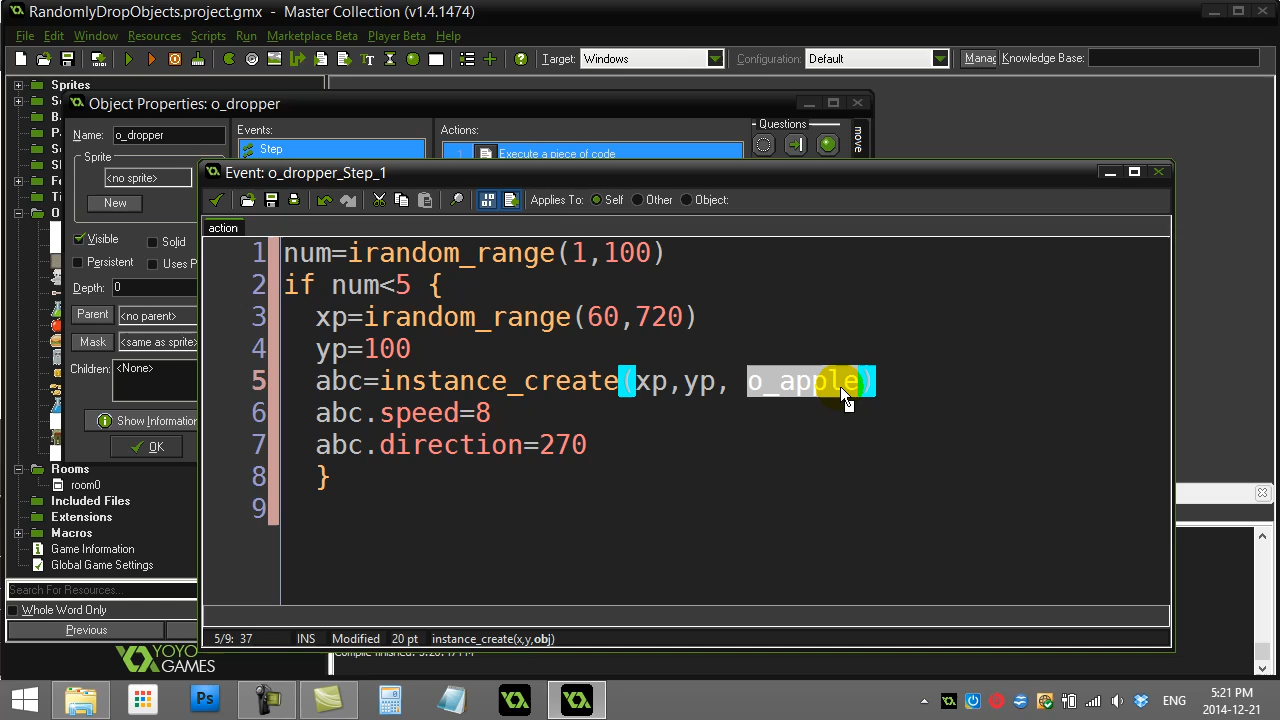 RandomlyDropObjects.project.gmx - Master Collection (v1.4.1474)
File Edit Window Resources Scripts Run Marketplace Beta Player Beta Help
Target: Windows Configuration: Default Manag Knowledge Base:
Sprites
Object Properties: o_dropper
Name: o_dropper
Events:
Actions:
Questions
move
Sprite
<no sprite>
New
Step
1 Execute a piece of code
Visible Solid
Persistent Uses P
Depth: 0
Parent <no parent>
Mask <same as sprite>
Children: <None>
Show Information
OK
Event: o_dropper_Step_1
Applies To: Self Other Object:
action
1 num=irandom_range(1,100)
2 if num<5 {
3 xp=irandom_range(60,720)
4 yp=100
5 abc=instance_create(xp,yp, o_apple)
6 abc.speed=8
7 abc.direction=270
8 }
9
5/9: 37 INS Modified 20 pt instance_create(x,y,obj)
Rooms
room0
Included Files
Extensions
Macros
Game Information
Global Game Settings
Search For Resources...
Whole Word Only
Previous
YOYO
GAMES
Ps
ENG
5:21 PM
2014-12-21